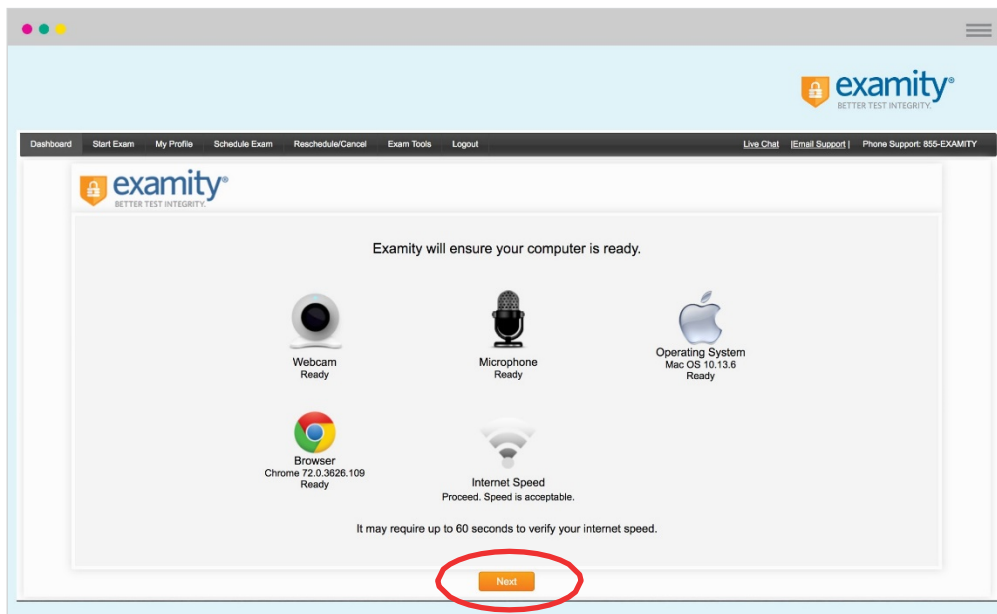 examity®
BETTER TEST INTEGRITY.
Dashboard Start Exam My Profile Schedule Exam Reschedule/Cancel Exam Tools Logout Live Chat |Email Support | Phone Support: 855-EXAMITY
examity®
BETTER TEST INTEGRITY.
Examity will ensure your computer is ready.
Webcam
Ready
Microphone
Ready
Operating System
Mac OS 10.13.6
Ready
Browser
Chrome 72.0.3626.109
Ready
Internet Speed
Proceed. Speed is acceptable.
It may require up to 60 seconds to verify your internet speed.
Next